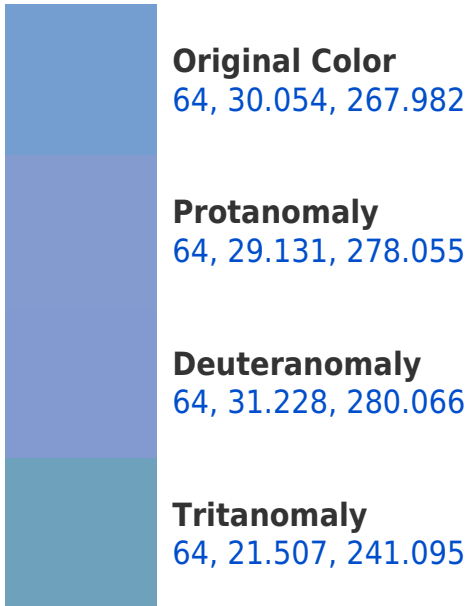 Original Color
64, 30.054, 267.982
Protanomaly
64, 29.131, 278.055
Deuteranomaly
64, 31.228, 280.066
Tritanomaly
64, 21.507, 241.095